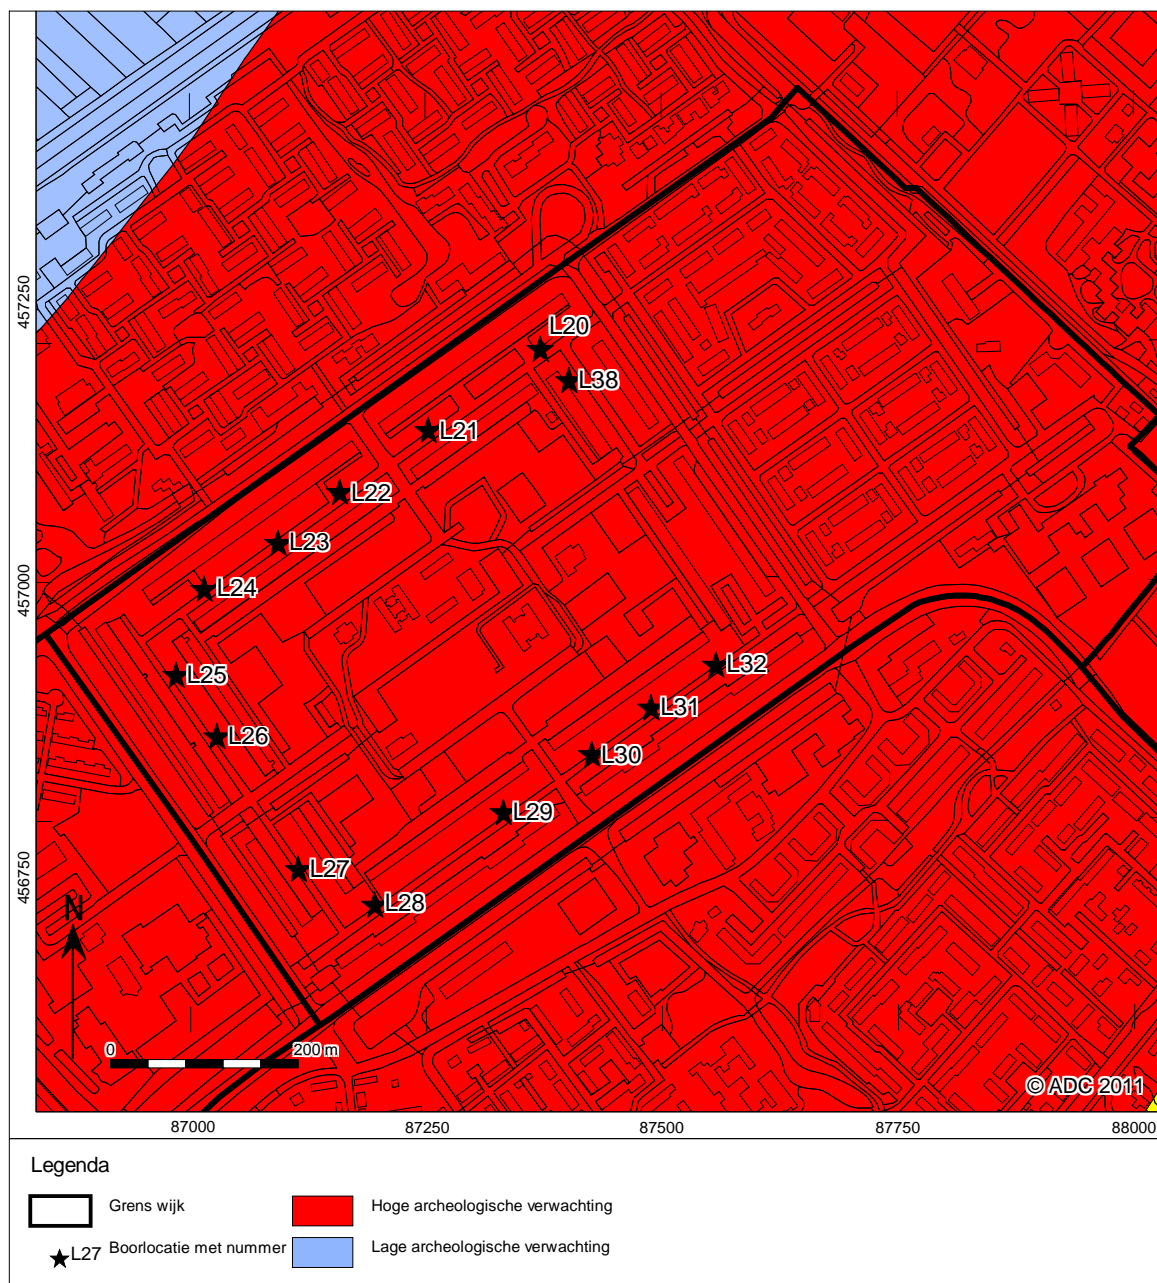 457250
457000
456750
L20
L38
L21
L22
L23
L24
L25
L26
L32
L31
L30
L29
L27
L28
N
0 200 m
© ADC 2011
87000 87250 87500 87750 88000
Legenda
Grens wijk
Hoge archeologische verwachting
L27 Boorlocatie met nummer
Lage archeologische verwachting